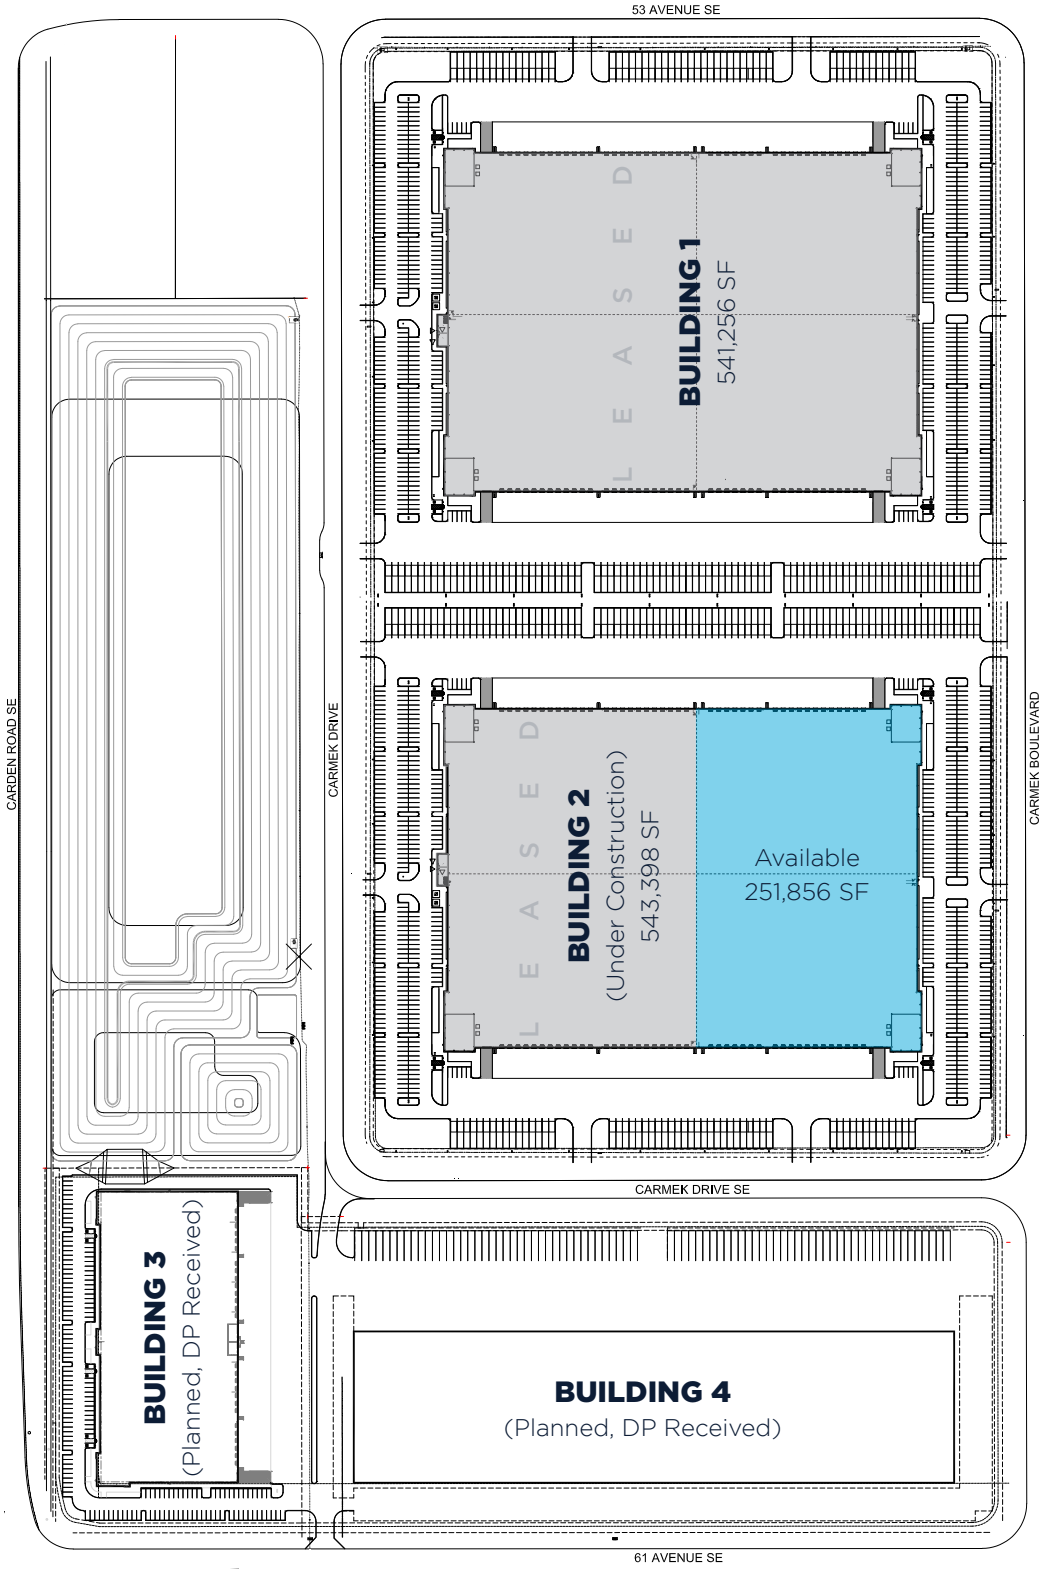 53 AVENUE SE
LEASED
BUILDING 1
541,256 SF
CARDEN ROAD SE
CARMEK DRIVE
CARMEK BOULEVARD
LEASED
BUILDING 2
(Under Construction)
543,398 SF
Available
251,856 SF
CARMEK DRIVE SE
BUILDING 3
(Planned, DP Received)
BUILDING 4
(Planned, DP Received)
61 AVENUE SE